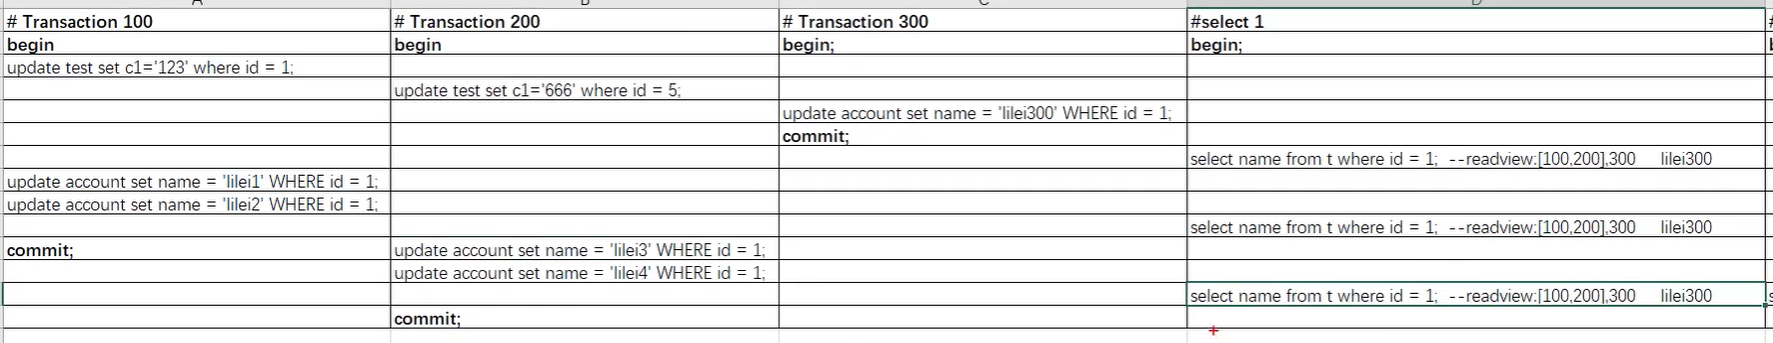 # Transaction 100 # Transaction 200 # Transaction 300 #select 1
begin begin begin; begin;
update test set c1='123' where id = 1;
update test set c1='666' where id = 5;
update account set name = 'lilei300' WHERE id = 1;
commit;
select name from t where id = 1; --readview:[100,200],300 lilei300
update account set name = 'lilei1' WHERE id = 1;
update account set name = 'lilei2' WHERE id = 1;
select name from t where id = 1; --readview:[100,200],300 lilei300
commit; update account set name = 'lilei3' WHERE id = 1;
update account set name = 'lilei4' WHERE id = 1;
select name from t where id = 1; --readview:[100,200],300 lilei300
commit;